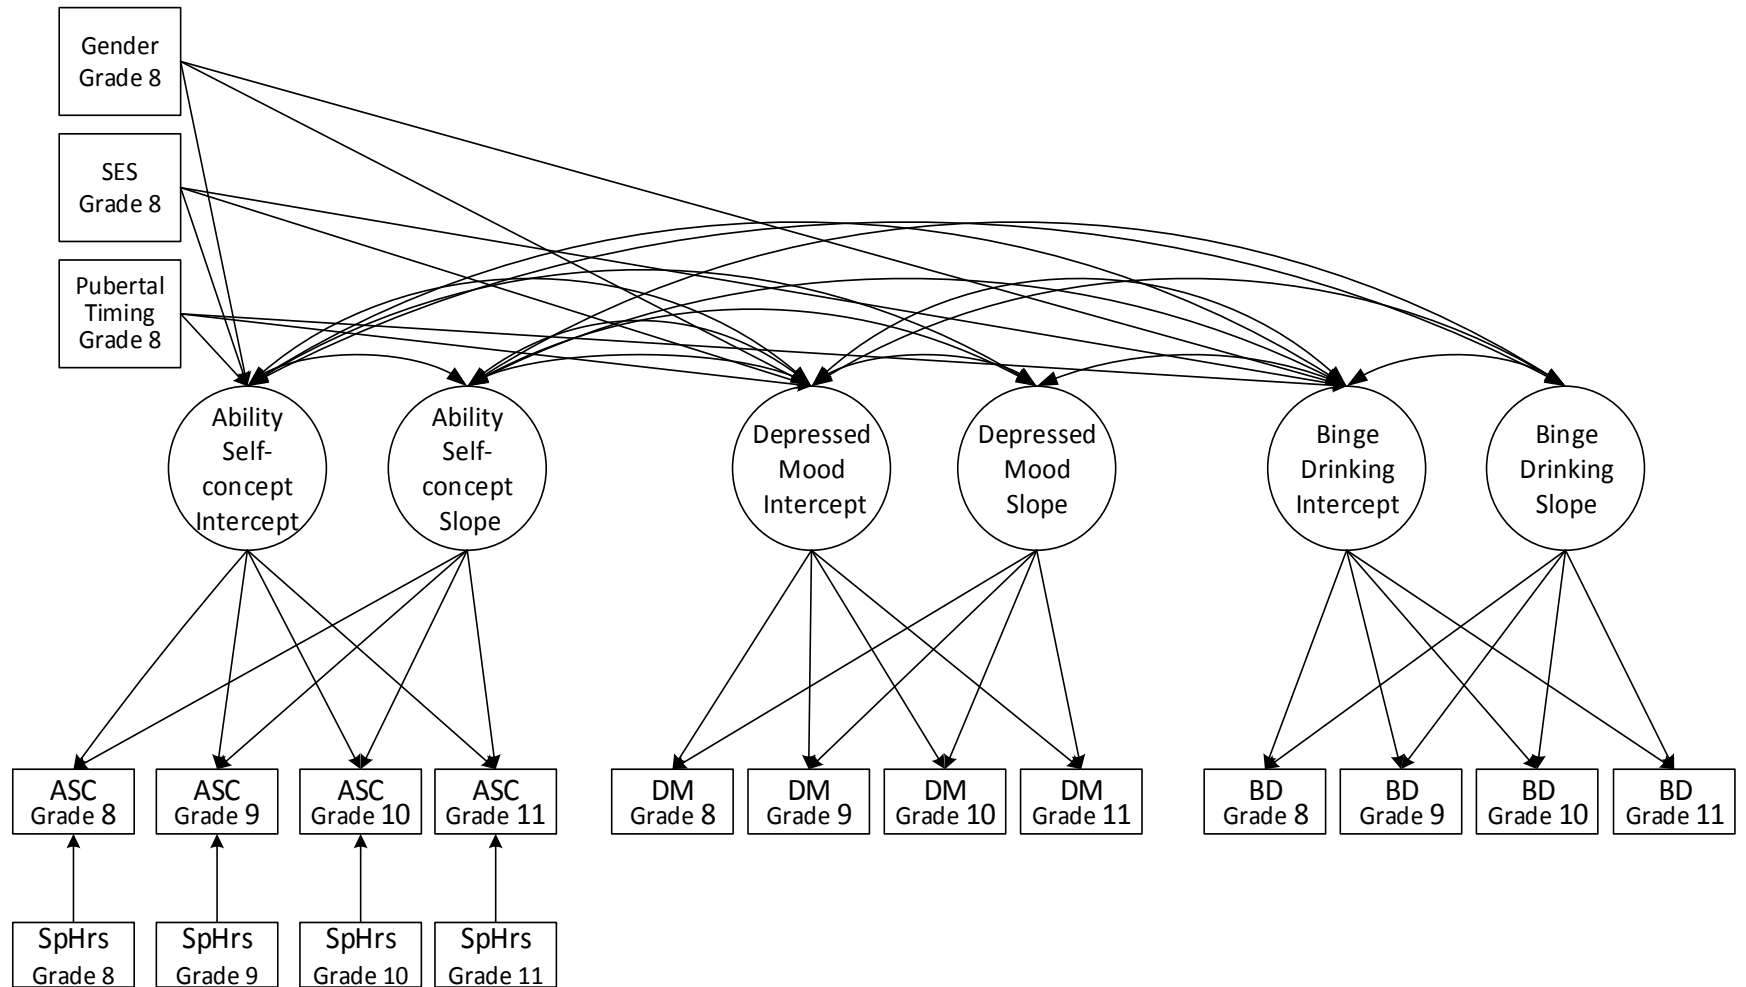 Gender
Grade 8
SES
Grade 8
Pubertal
Timing
Grade 8
Ability
Self-
concept
Intercept
Ability
Self-
concept
Slope
Depressed
Mood
Intercept
Depressed
Mood
Slope
Binge
Drinking
Intercept
Binge
Drinking
Slope
ASC
Grade 8
ASC
Grade 9
ASC
Grade 10
ASC
Grade 11
DM
Grade 8
DM
Grade 9
DM
Grade 10
DM
Grade 11
BD
Grade 8
BD
Grade 9
BD
Grade 10
BD
Grade 11
SpHrs
Grade 8
SpHrs
Grade 9
SpHrs
Grade 10
SpHrs
Grade 11